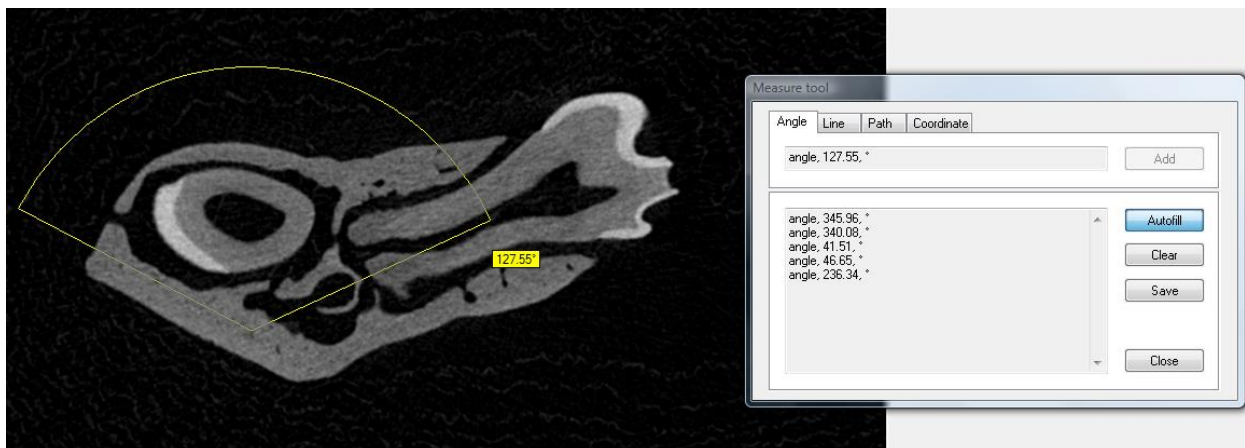 127.55°
Measure tool
Angle Line Path Coordinate
angle, 127.55, °
Add
angle, 345.96, °
angle, 340.08, °
angle, 41.51, °
angle, 46.65, °
angle, 236.34, °
Autofill
Clear
Save
Close